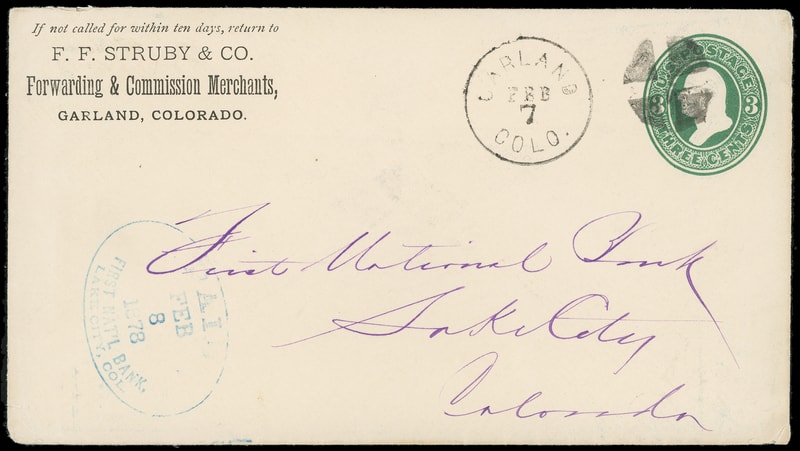 If not called for within ten days, return to
F. F. STRUBY & CO.
Forwarding & Commission Merchants,
GARLAND, COLORADO.
GARLAND
FEB
7
COLO.
U.S. POSTAGE
3 3
THREE CENTS
First National Bank
Lake City
Colorado
PAID
FEB
8
1878
FIRST NAT'L BANK,
LAKE CITY, COL.